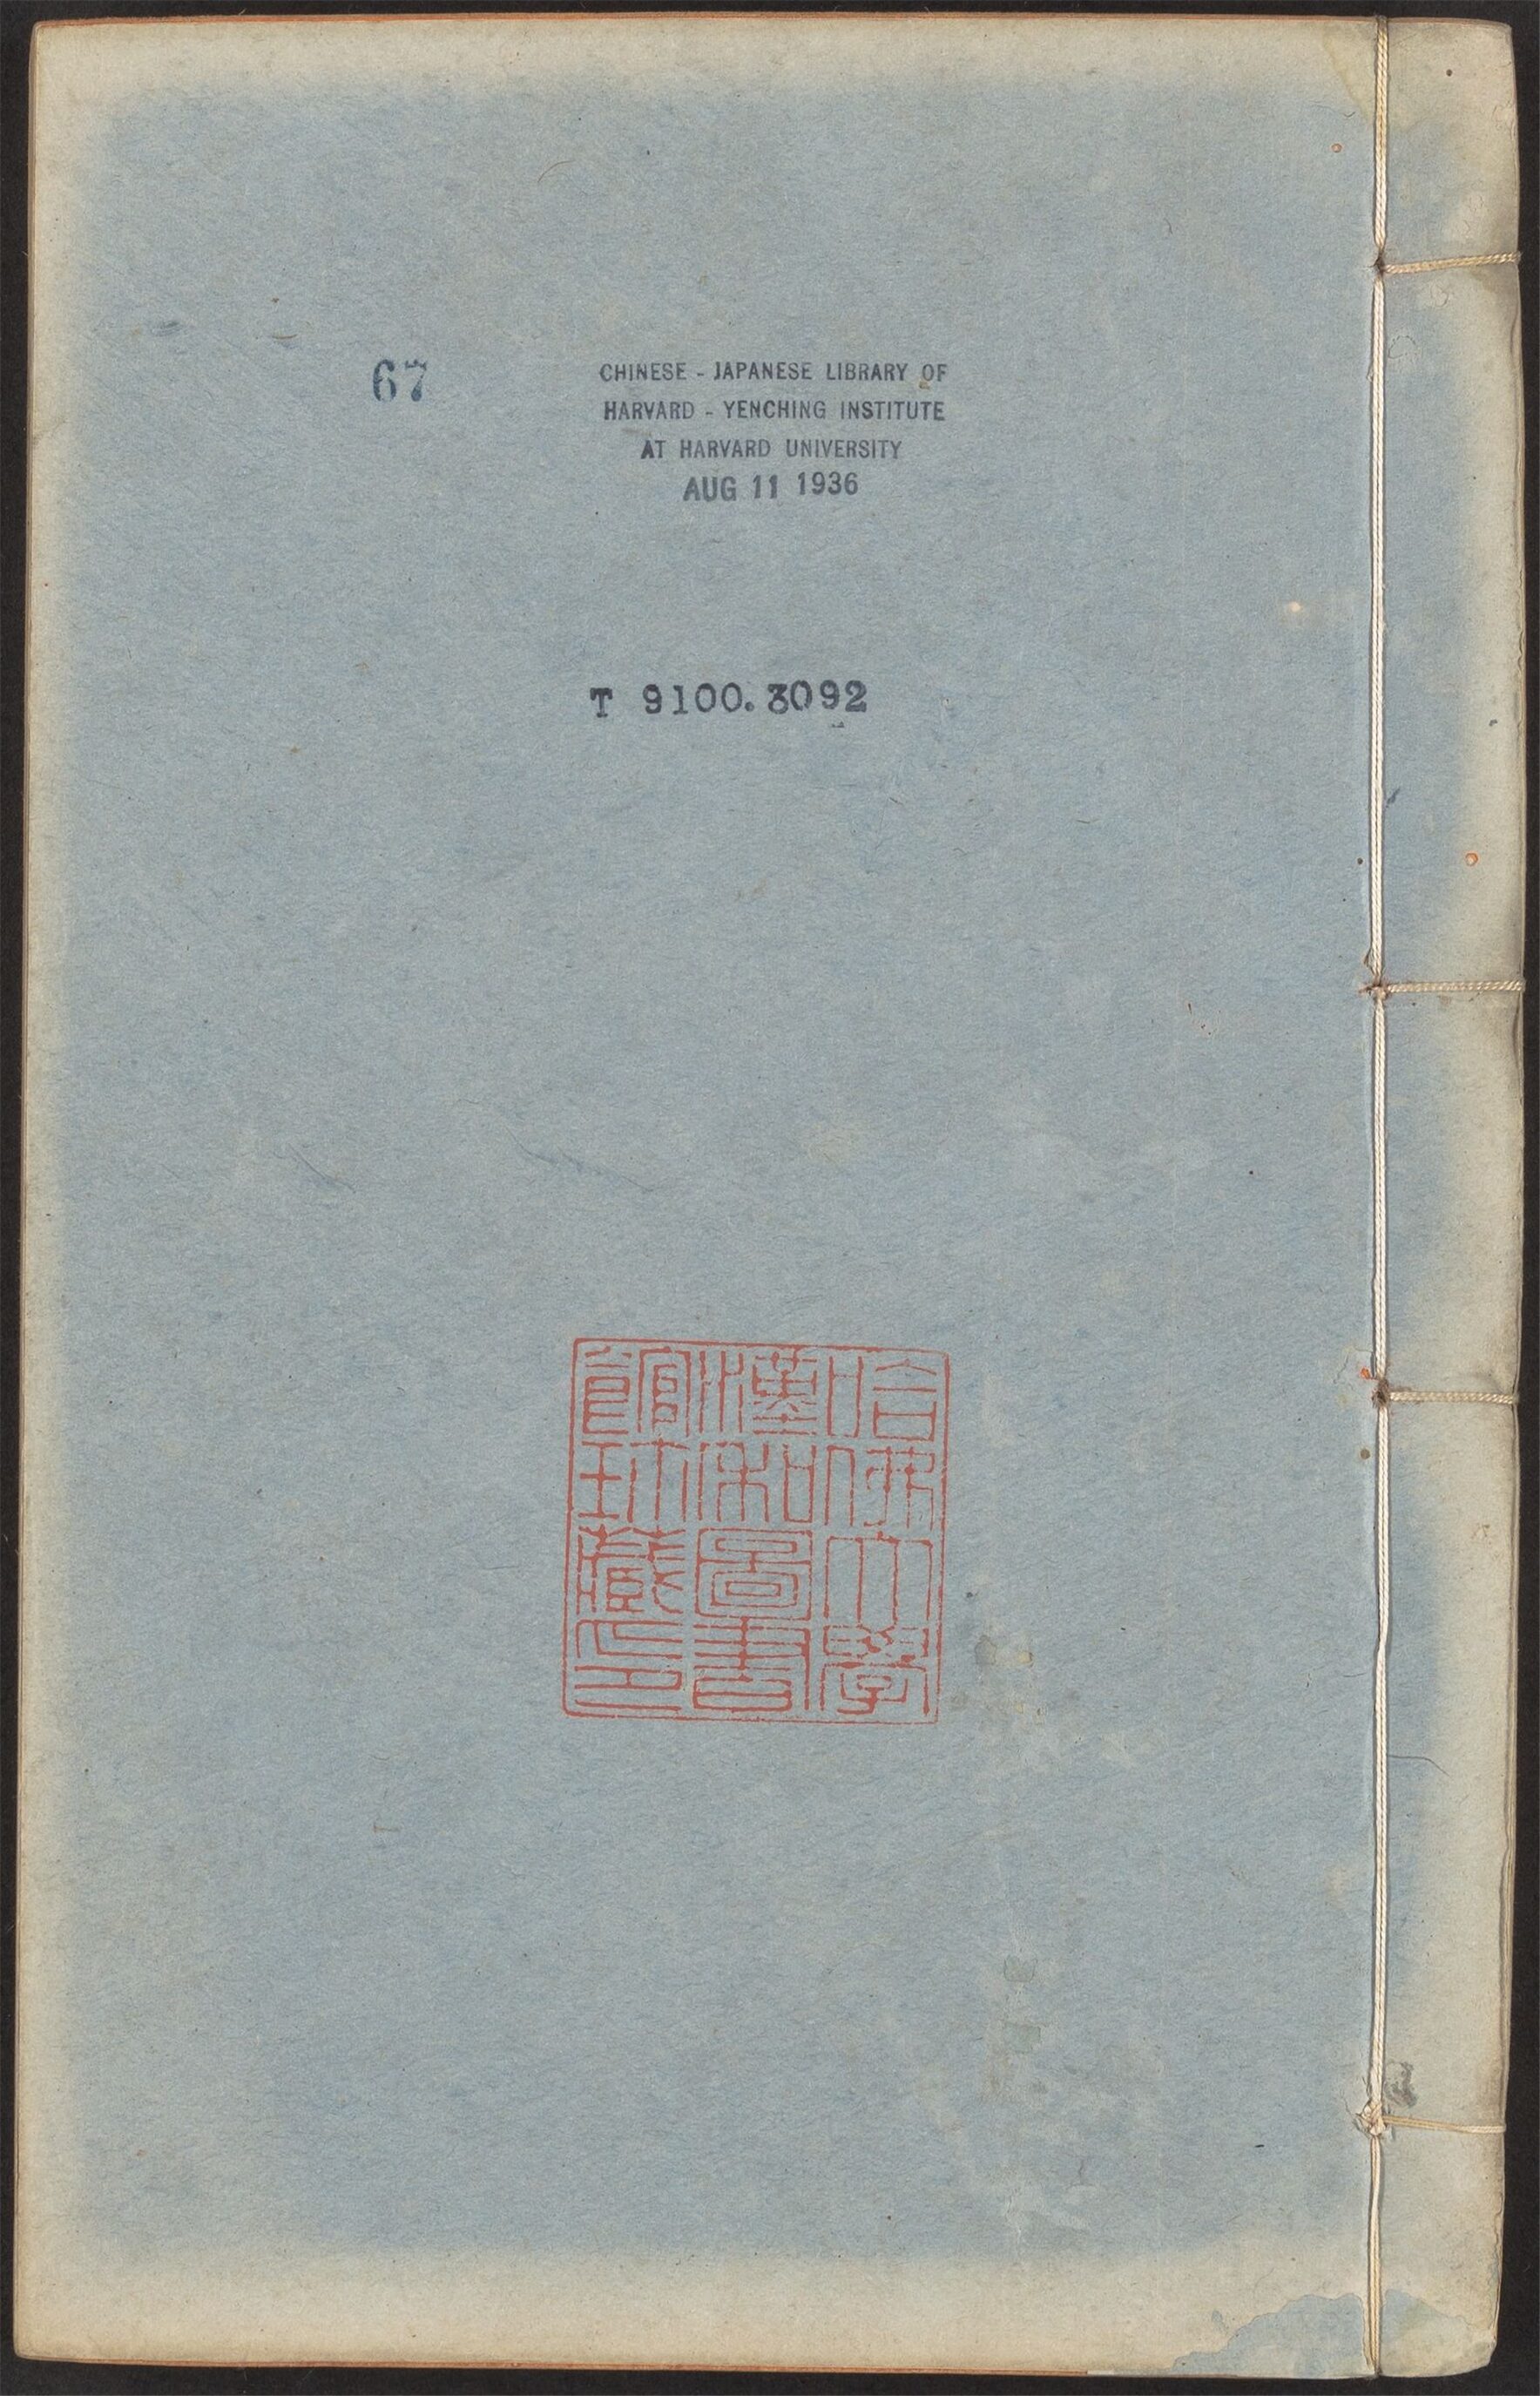 67
CHINESE - JAPANESE LIBRARY OF
HARVARD - YENCHING INSTITUTE
AT HARVARD UNIVERSITY
AUG 11 1936
T 9100.3092
哈佛大學
漢和圖書
館珍藏印